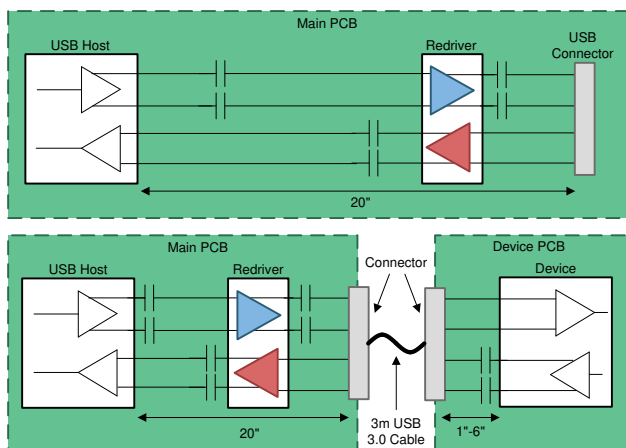 Main PCB
USB Host
Redriver
USB
Connector
20"
Main PCB
Device PCB
USB Host
Redriver
Connector
Device
20"
3m USB
3.0 Cable
1"-6"